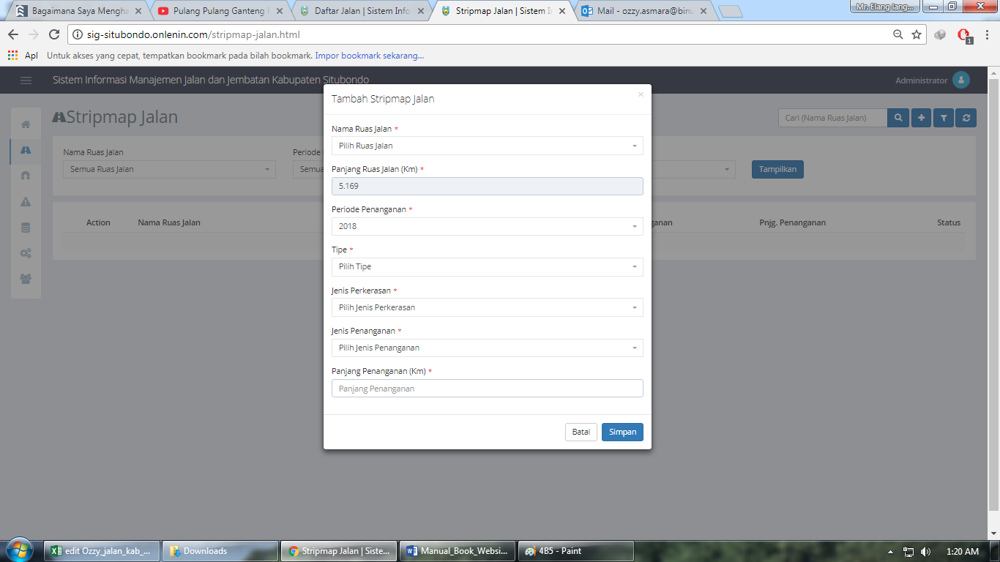 Bagaimana Saya Mengha
Pulang Pulang Ganteng
Daftar Jalan | Sistem Info
Stripmap Jalan | Sistem I
Mail - ozzy.asmara@binu
Mr. Elang lang...
sig-situbondo.onlenin.com/stripmap-jalan.html
1
Apl Untuk akses yang cepat, tempatkan bookmark pada bilah bookmark. Impor bookmark sekarang...
Sistem Informasi Manajemen Jalan dan Jembatan Kabupaten Situbondo
Administrator
Stripmap Jalan
Cari (Nama Ruas Jalan)
Nama Ruas Jalan
Periode
Semua Ruas Jalan
Semua
Tampilkan
Action Nama Ruas Jalan
ganan Pnjg. Penanganan Status
Tambah Stripmap Jalan
×
Nama Ruas Jalan *
Pilih Ruas Jalan
Panjang Ruas Jalan (Km) *
5.169
Periode Penanganan *
2018
Tipe *
Pilih Tipe
Jenis Perkerasan *
Pilih Jenis Perkerasan
Jenis Penanganan *
Pilih Jenis Penanganan
Panjang Penanganan (Km) *
Panjang Penanganan
Batal
Simpan
edit Ozzy_jalan_kab_...
Downloads
Stripmap Jalan | Siste...
Manual_Book_Websi...
4B5 - Paint
1:20 AM